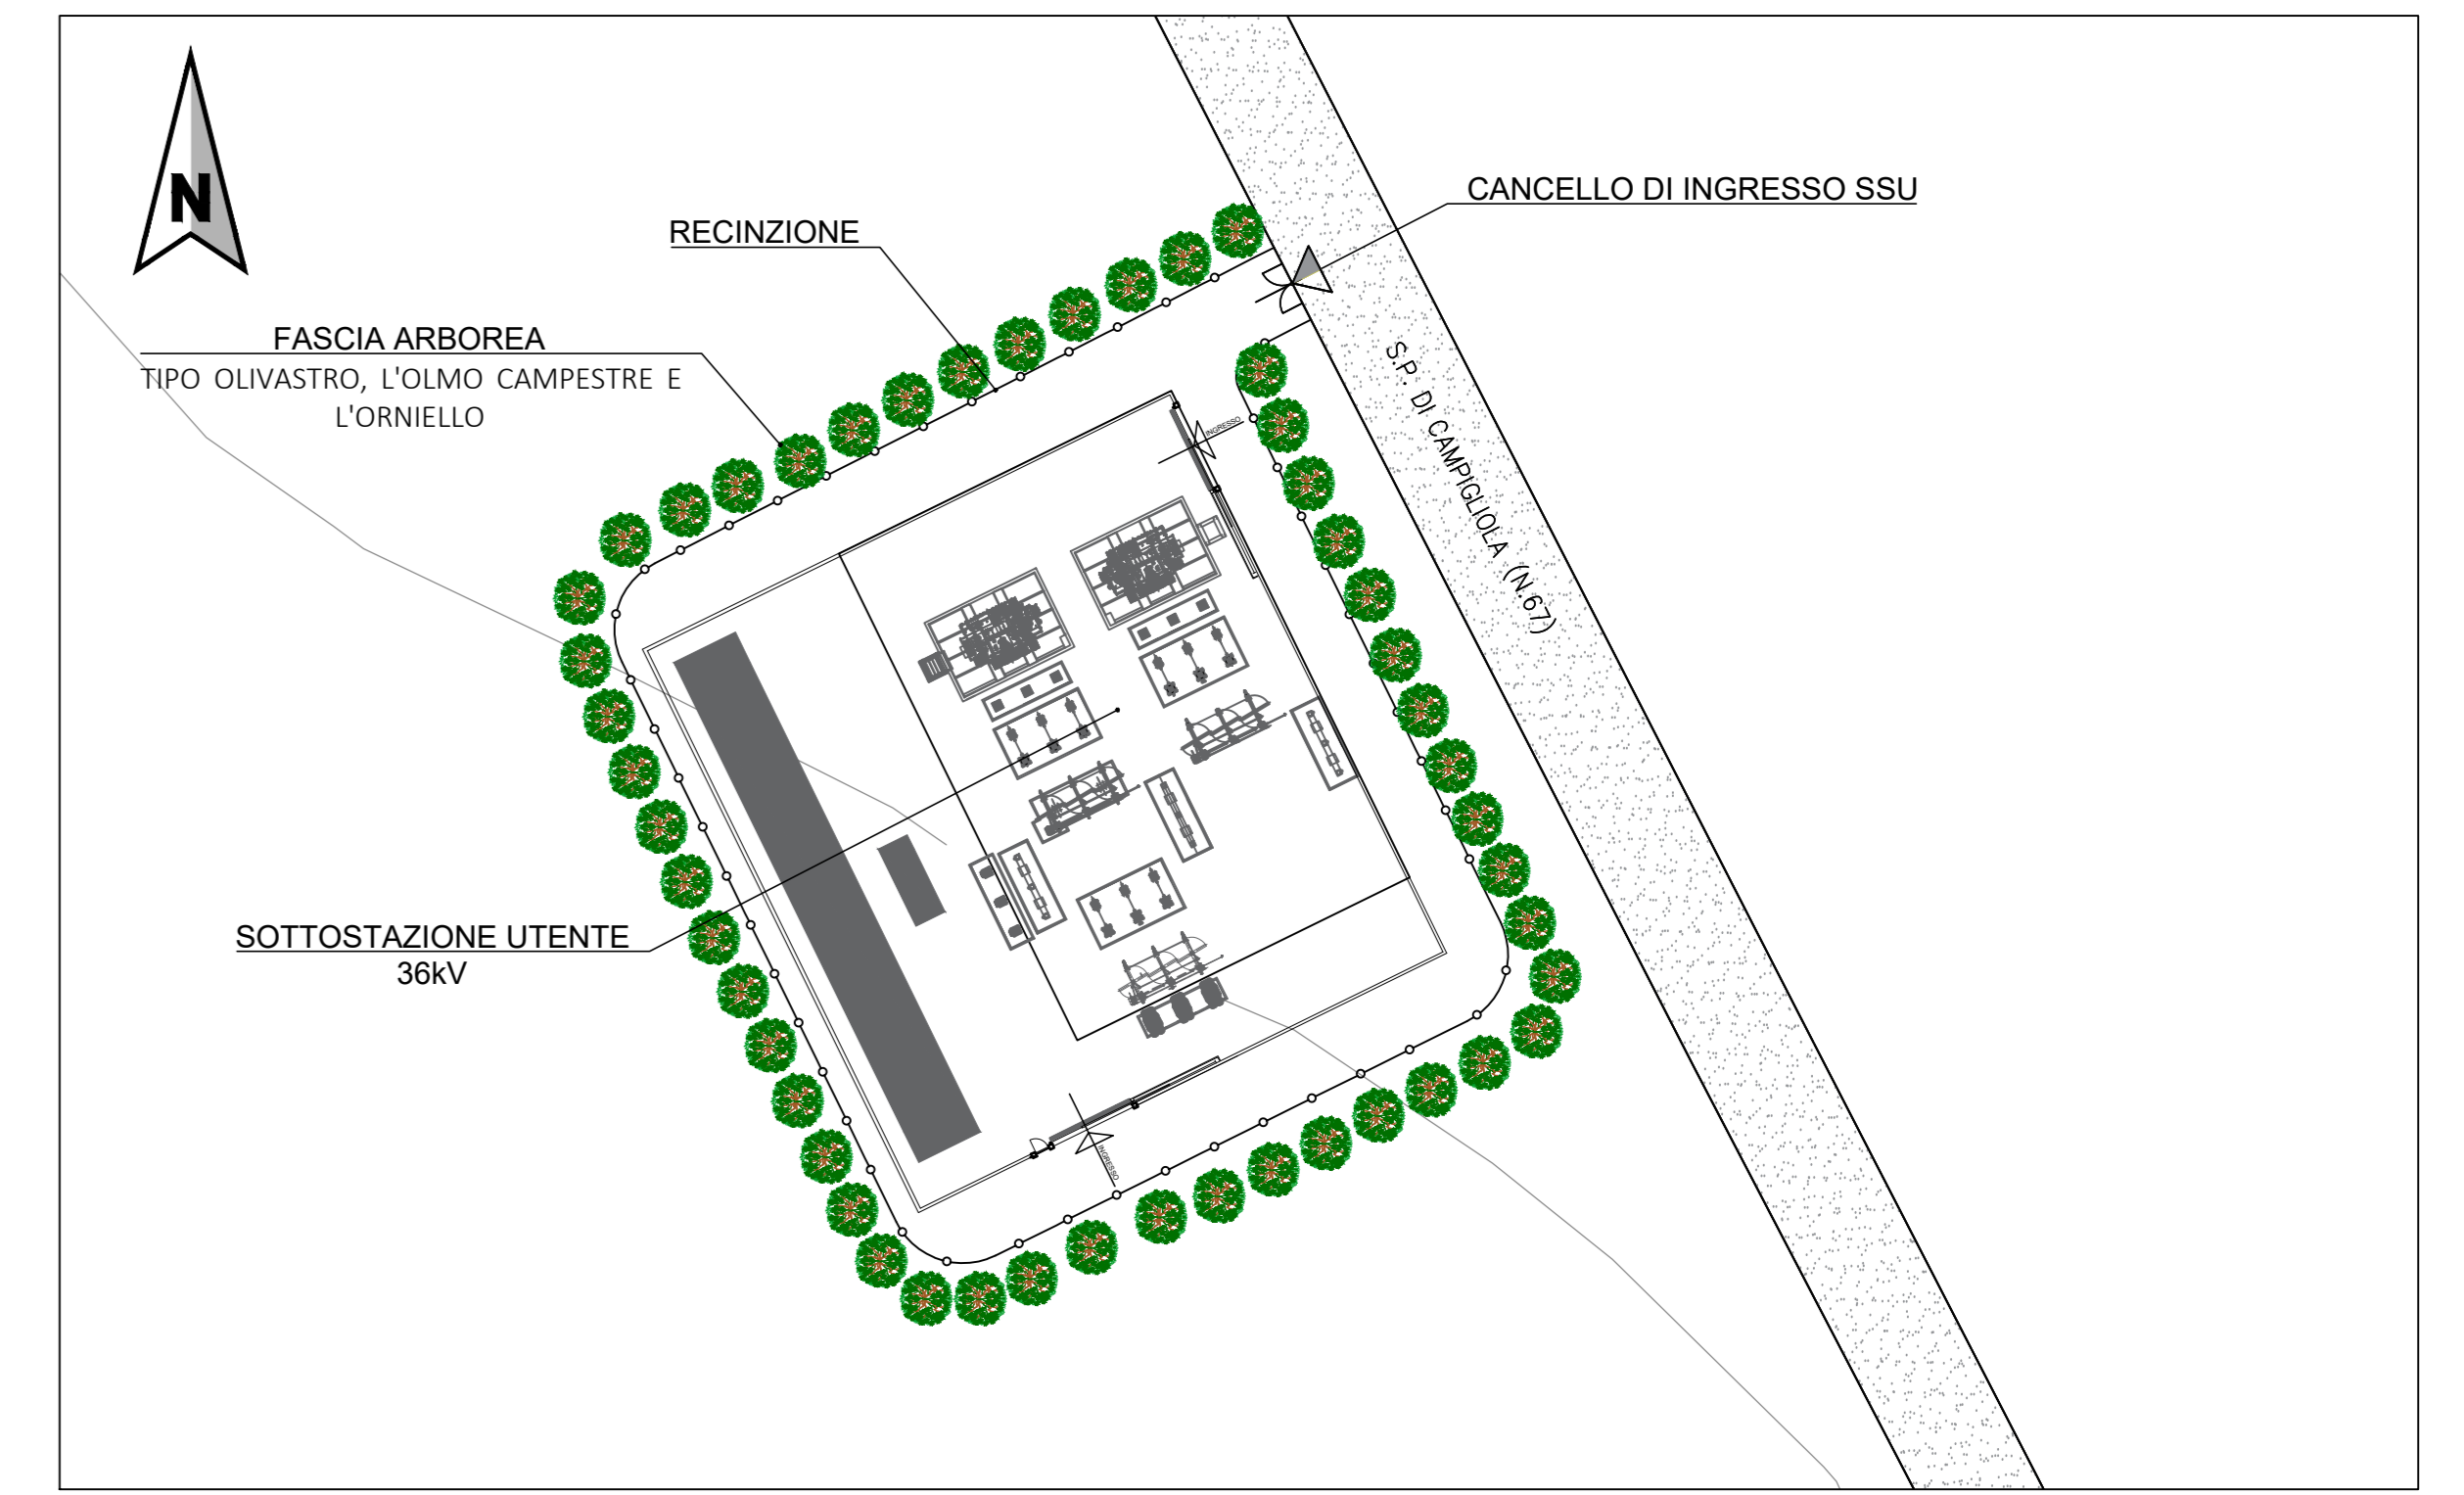 N
CANCELLO DI INGRESSO SSU
RECINZIONE
FASCIA ARBOREA
TIPO OLIVASTRO, L'OLMO CAMPESTRE E
L'ORNIELLO
S.P. DI CAMPIGLIOLA (N.67)
INGRESSO
SOTTOSTAZIONE UTENTE
36kV
INGRESSO